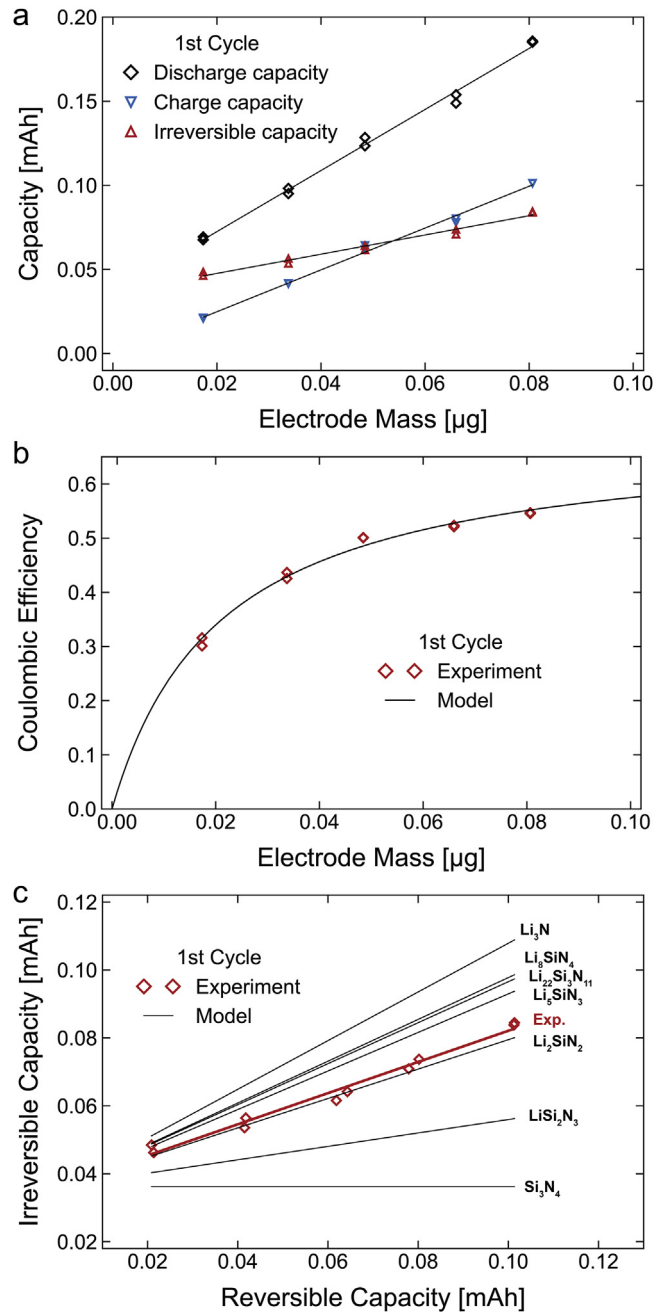 a
0.20
0.15
0.10
0.05
0.00
Capacity [mAh]
1st Cycle
Discharge capacity
Charge capacity
Irreversible capacity
0.00 0.02 0.04 0.06 0.08 0.10
Electrode Mass [µg]
b
0.6
0.5
0.4
0.3
0.2
0.1
0.0
Coulombic Efficiency
1st Cycle
Experiment
Model
0.00 0.02 0.04 0.06 0.08 0.10
Electrode Mass [µg]
c
0.12
0.10
0.08
0.06
0.04
0.02
Irreversible Capacity [mAh]
1st Cycle
Experiment
Model
Li₃N
Li₈SiN₄
Li₂₂Si₃N₁₁
Li₅SiN₃
Exp.
Li₂SiN₂
LiSi₂N₃
Si₃N₄
0.02 0.04 0.06 0.08 0.10 0.12
Reversible Capacity [mAh]